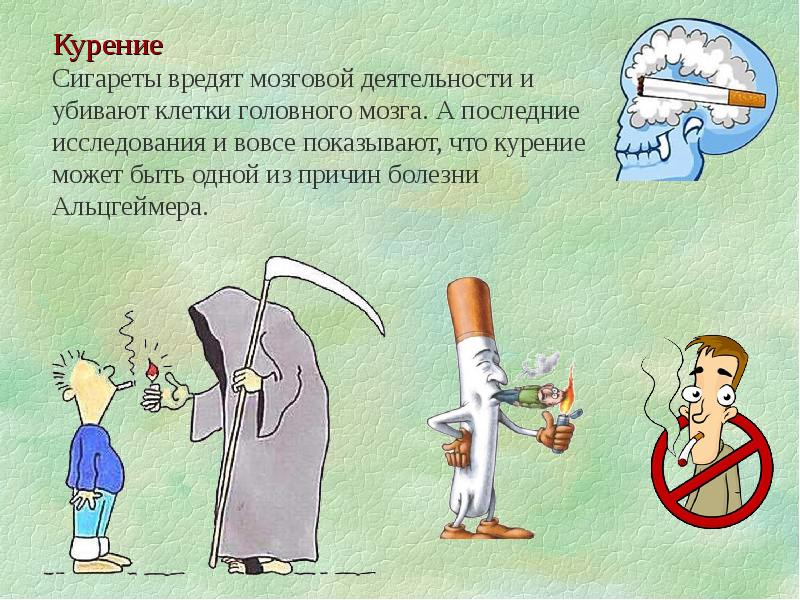 Курение
Сигареты вредят мозговой деятельности и
убивают клетки головного мозга. А последние
исследования и вовсе показывают, что курение
может быть одной из причин болезни
Альцгеймера.